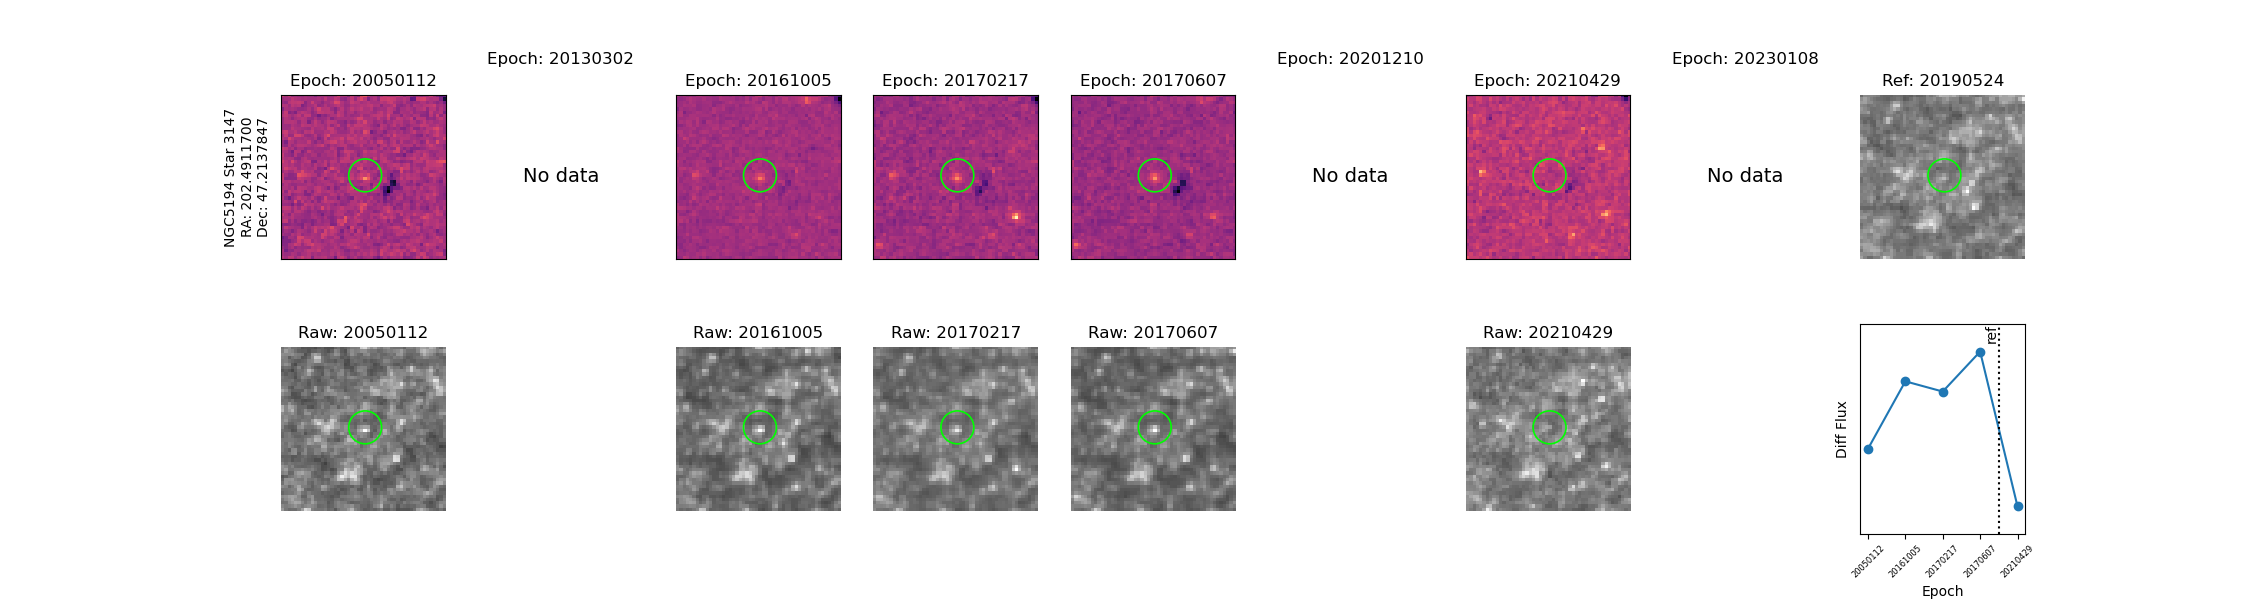 Epoch: 20130302
Epoch: 20201210
Epoch: 20230108
Epoch: 20050112
Epoch: 20161005
Epoch: 20170217
Epoch: 20170607
Epoch: 20210429
Ref: 20190524
NGC5194 Star 3147
RA: 202.4911700
Dec: 47.2137847
No data
No data
No data
Raw: 20050112
Raw: 20161005
Raw: 20170217
Raw: 20170607
Raw: 20210429
ref
Diff Flux
20050112
20161005
20170217
20170607
20210429
Epoch